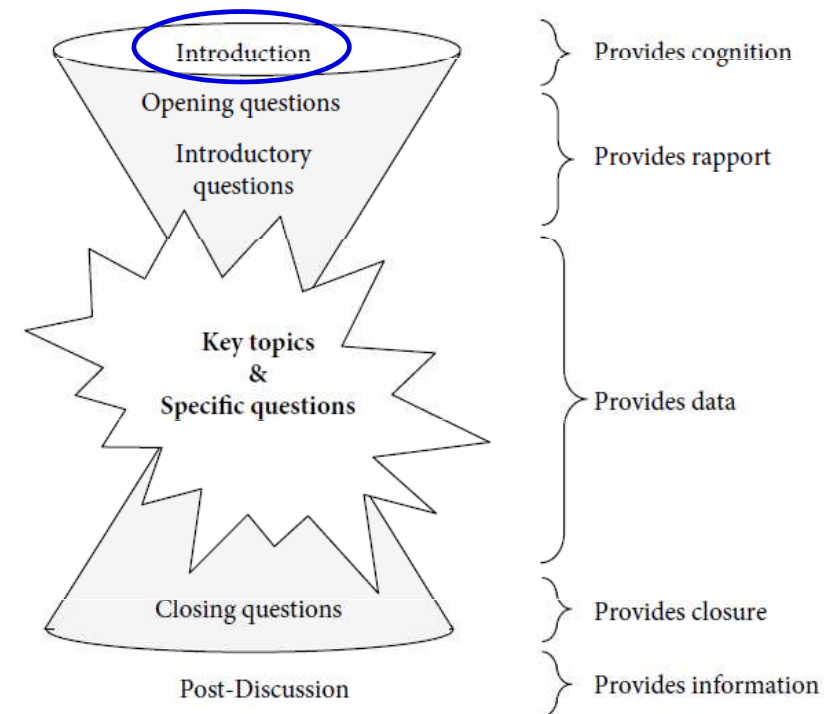 Introduction
Provides cognition
Opening questions
Introductory
questions
Provides rapport
Key topics
&
Specific questions
Provides data
Closing questions
Provides closure
Post-Discussion
Provides information